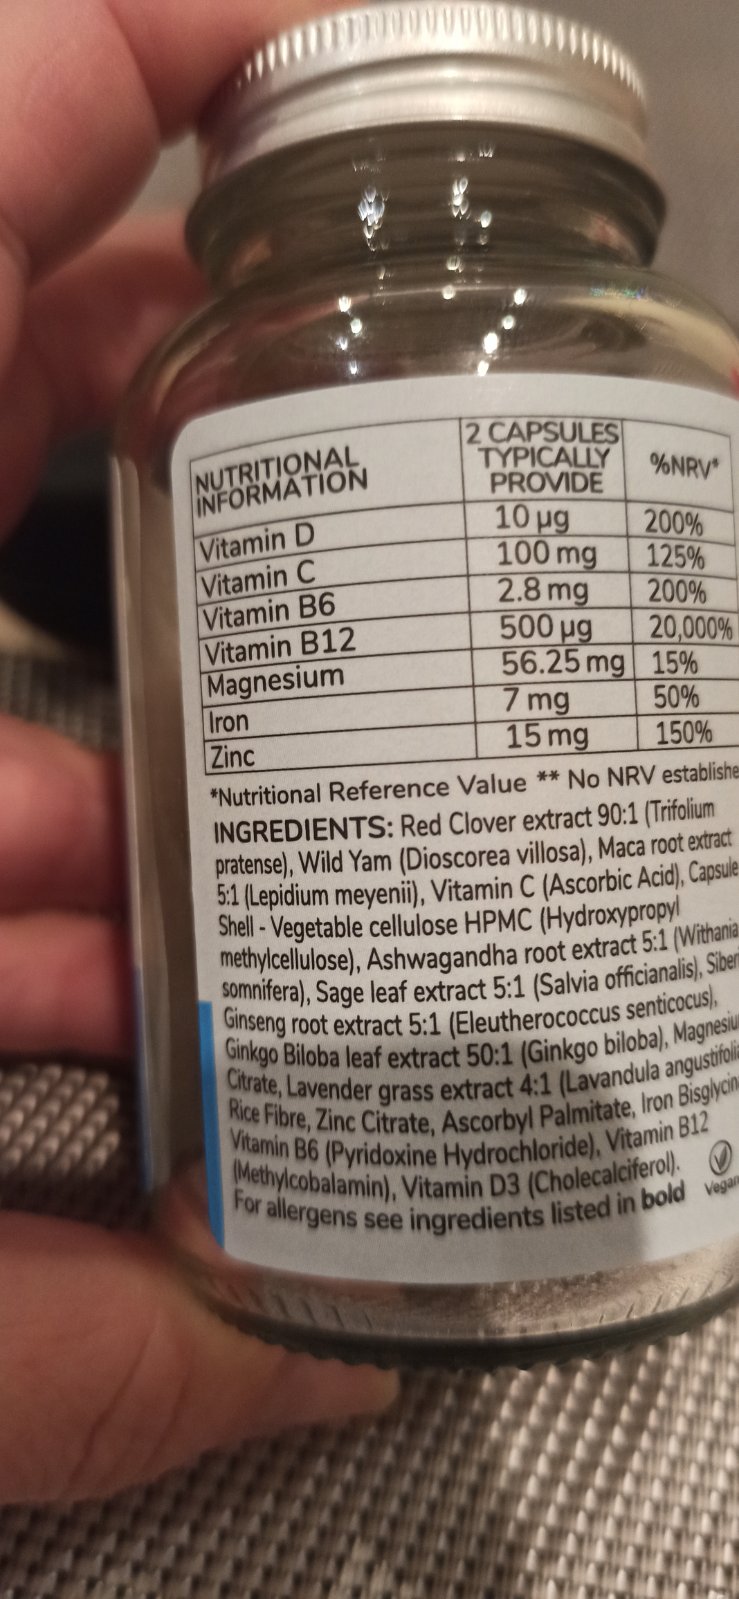 NUTRITIONAL INFORMATION 2 CAPSULES TYPICALLY PROVIDE %NRV*
Vitamin D 10 µg 200%
Vitamin C 100 mg 125%
Vitamin B6 2.8 mg 200%
Vitamin B12 500 µg 20,000%
Magnesium 56.25 mg 15%
Iron 7 mg 50%
Zinc 15 mg 150%
*Nutritional Reference Value ** No NRV establishe
INGREDIENTS: Red Clover extract 90:1 (Trifolium
pratense), Wild Yam (Dioscorea villosa), Maca root extract
5:1 (Lepidium meyenii), Vitamin C (Ascorbic Acid), Capsule
Shell - Vegetable cellulose HPMC (Hydroxypropyl
methylcellulose), Ashwagandha root extract 5:1 (Withania
somnifera), Sage leaf extract 5:1 (Salvia officianalis), Siber
Ginseng root extract 5:1 (Eleutherococcus senticocus),
Ginkgo Biloba leaf extract 50:1 (Ginkgo biloba), Magnesiu
Citrate, Lavender grass extract 4:1 (Lavandula angustifolia
Rice Fibre, Zinc Citrate, Ascorbyl Palmitate, Iron Bisglycina
Vitamin B6 (Pyridoxine Hydrochloride), Vitamin B12
(Methylcobalamin), Vitamin D3 (Cholecalciferol).
For allergens see ingredients listed in bold
Vegan